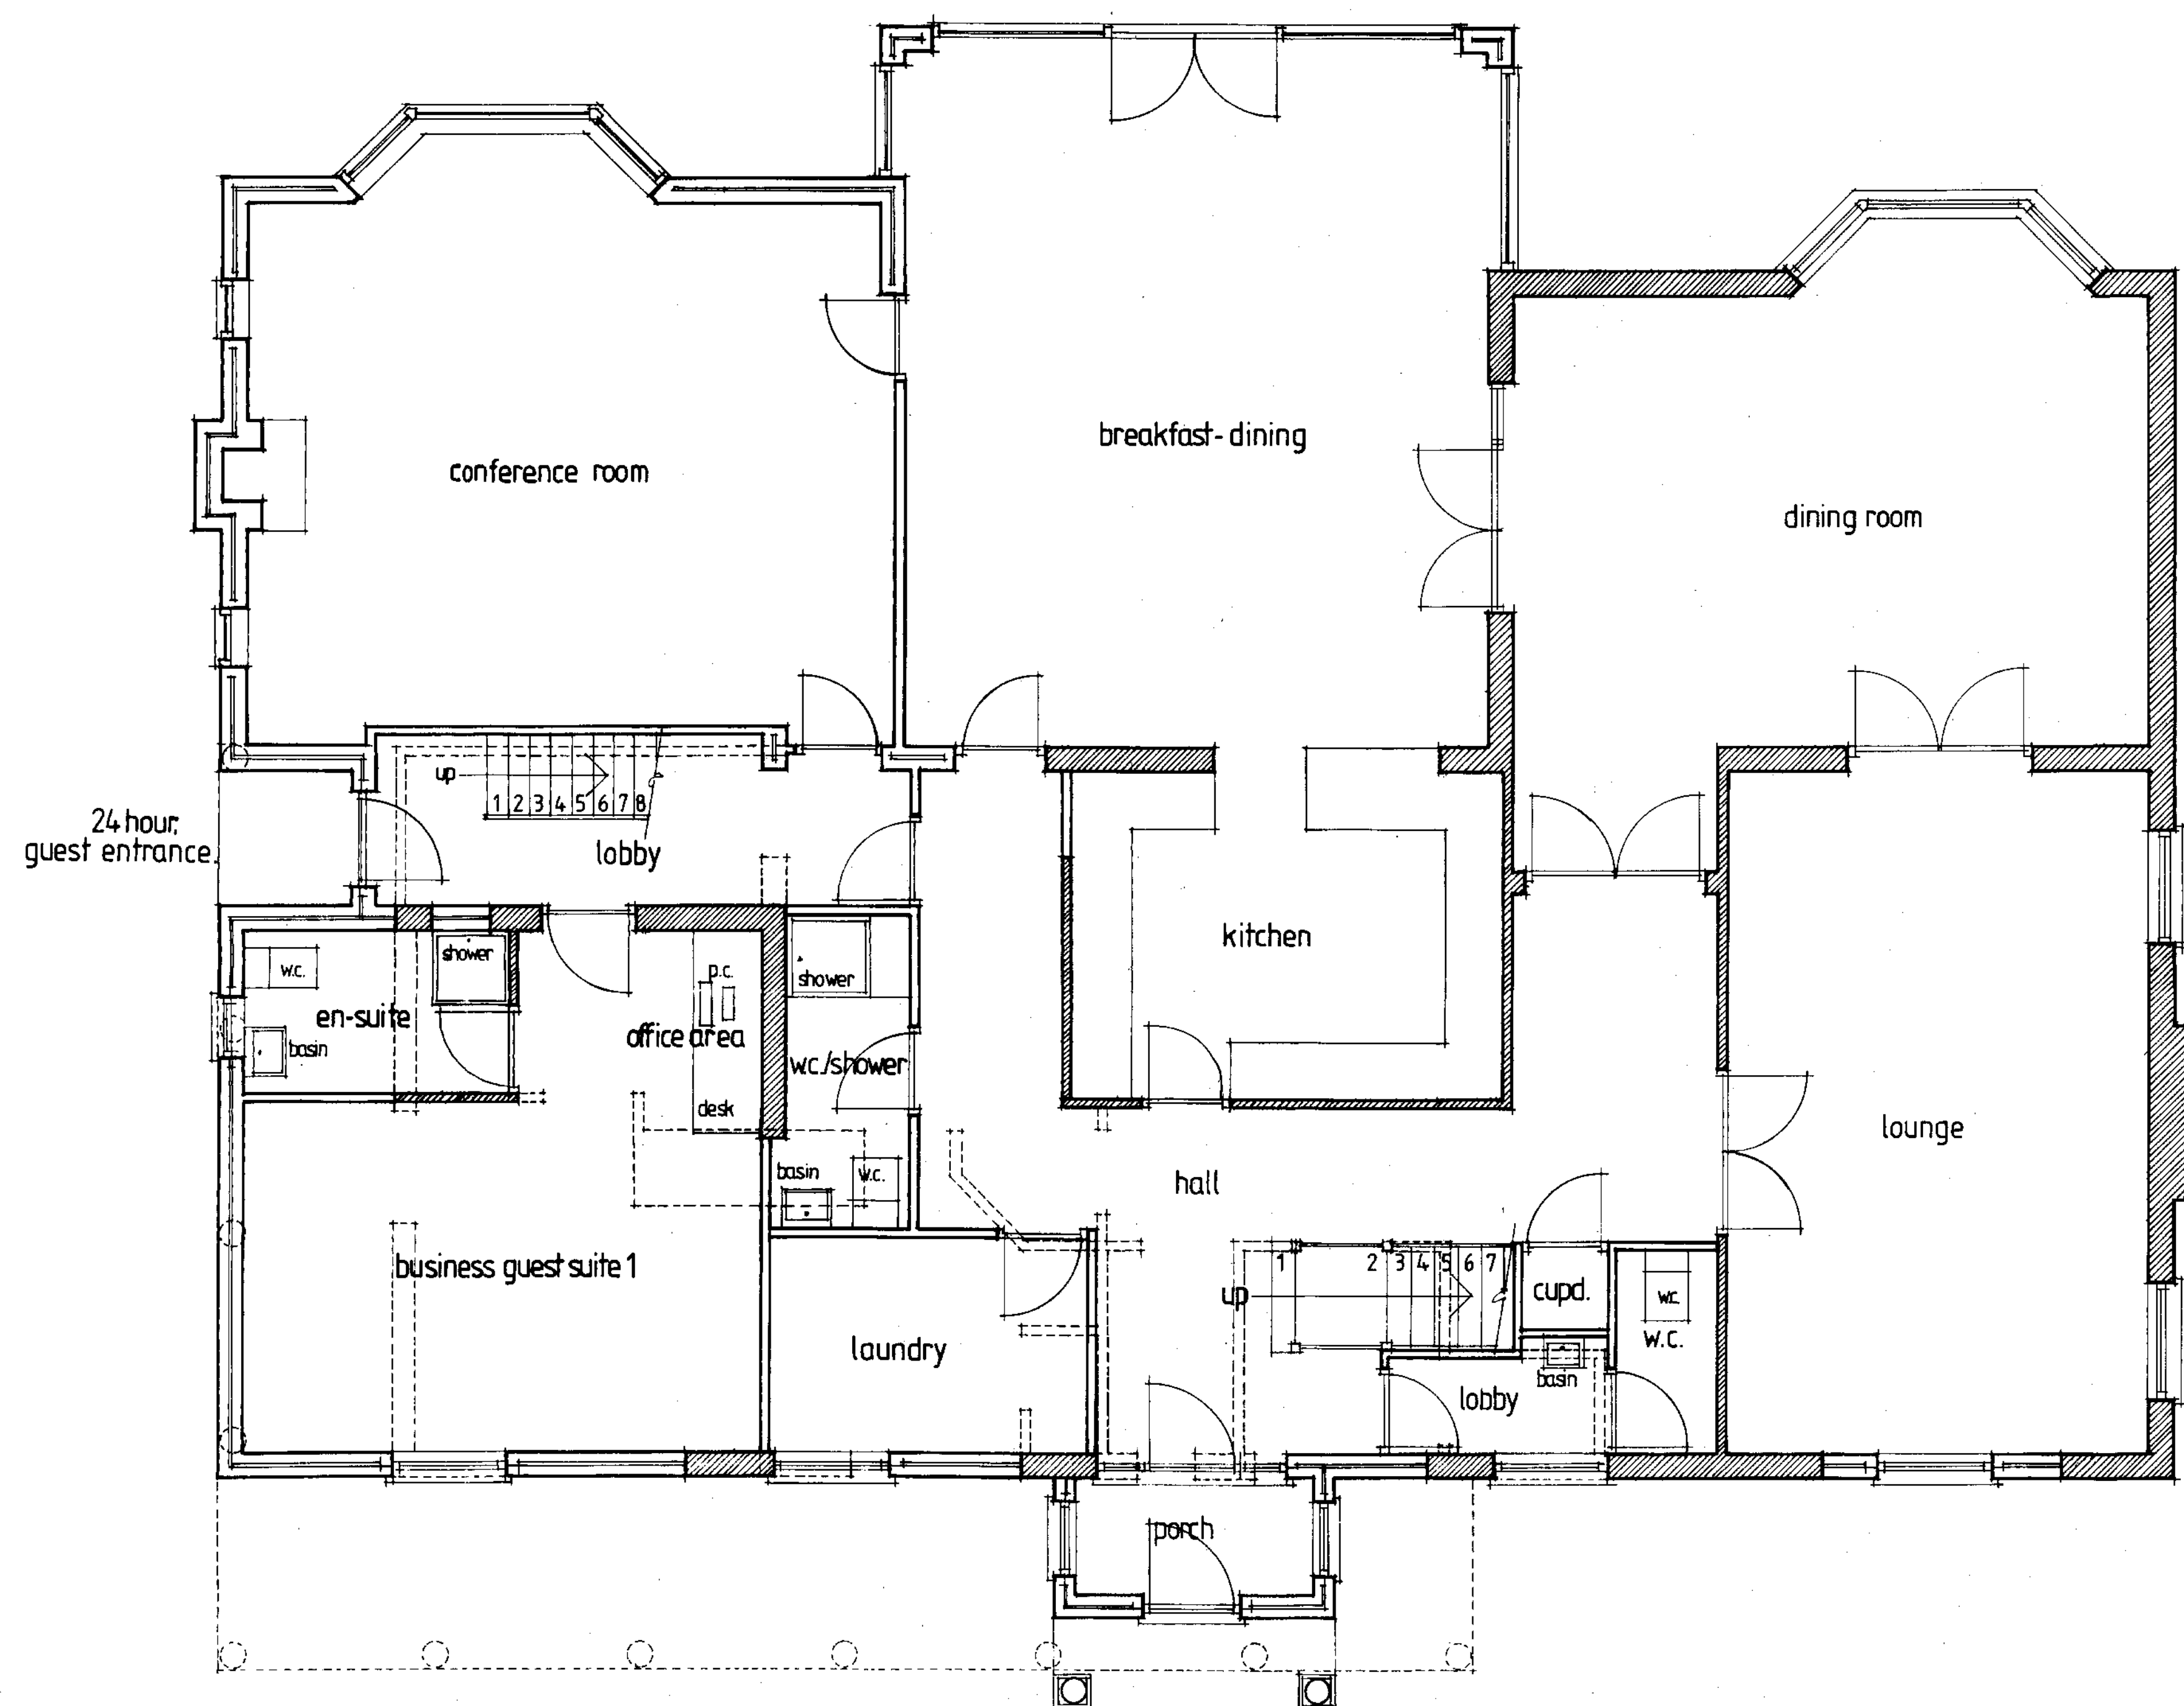 breakfast-dining
conference room
dining room
up
1 2 3 4 5 6 7 8
24 hour,
guest entrance.
lobby
kitchen
shower
w.c.
en-suite
basin
p.c.
office area
desk
shower
w.c./shower
basin
w.c.
lounge
hall
business guest suite 1
up
1 2 3 4 5 6 7
cupd.
w.c.
w.c.
laundry
basin
lobby
porch